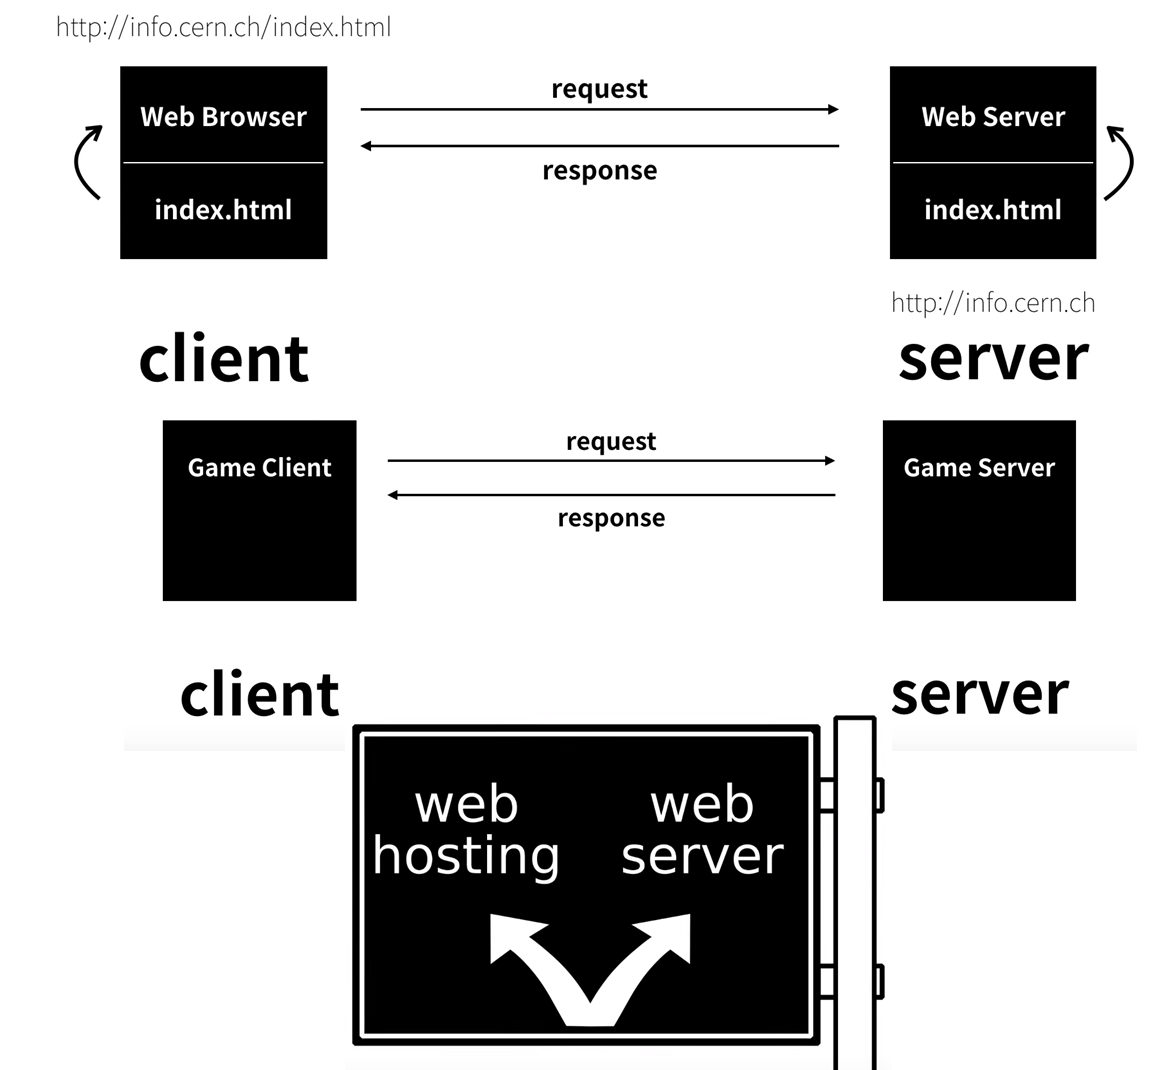 http://info.cern.ch/index.html
Web Browser
request
Web Server
response
index.html
index.html
http://info.cern.ch
client
server
Game Client
request
Game Server
response
client
server
web
hosting
web
server